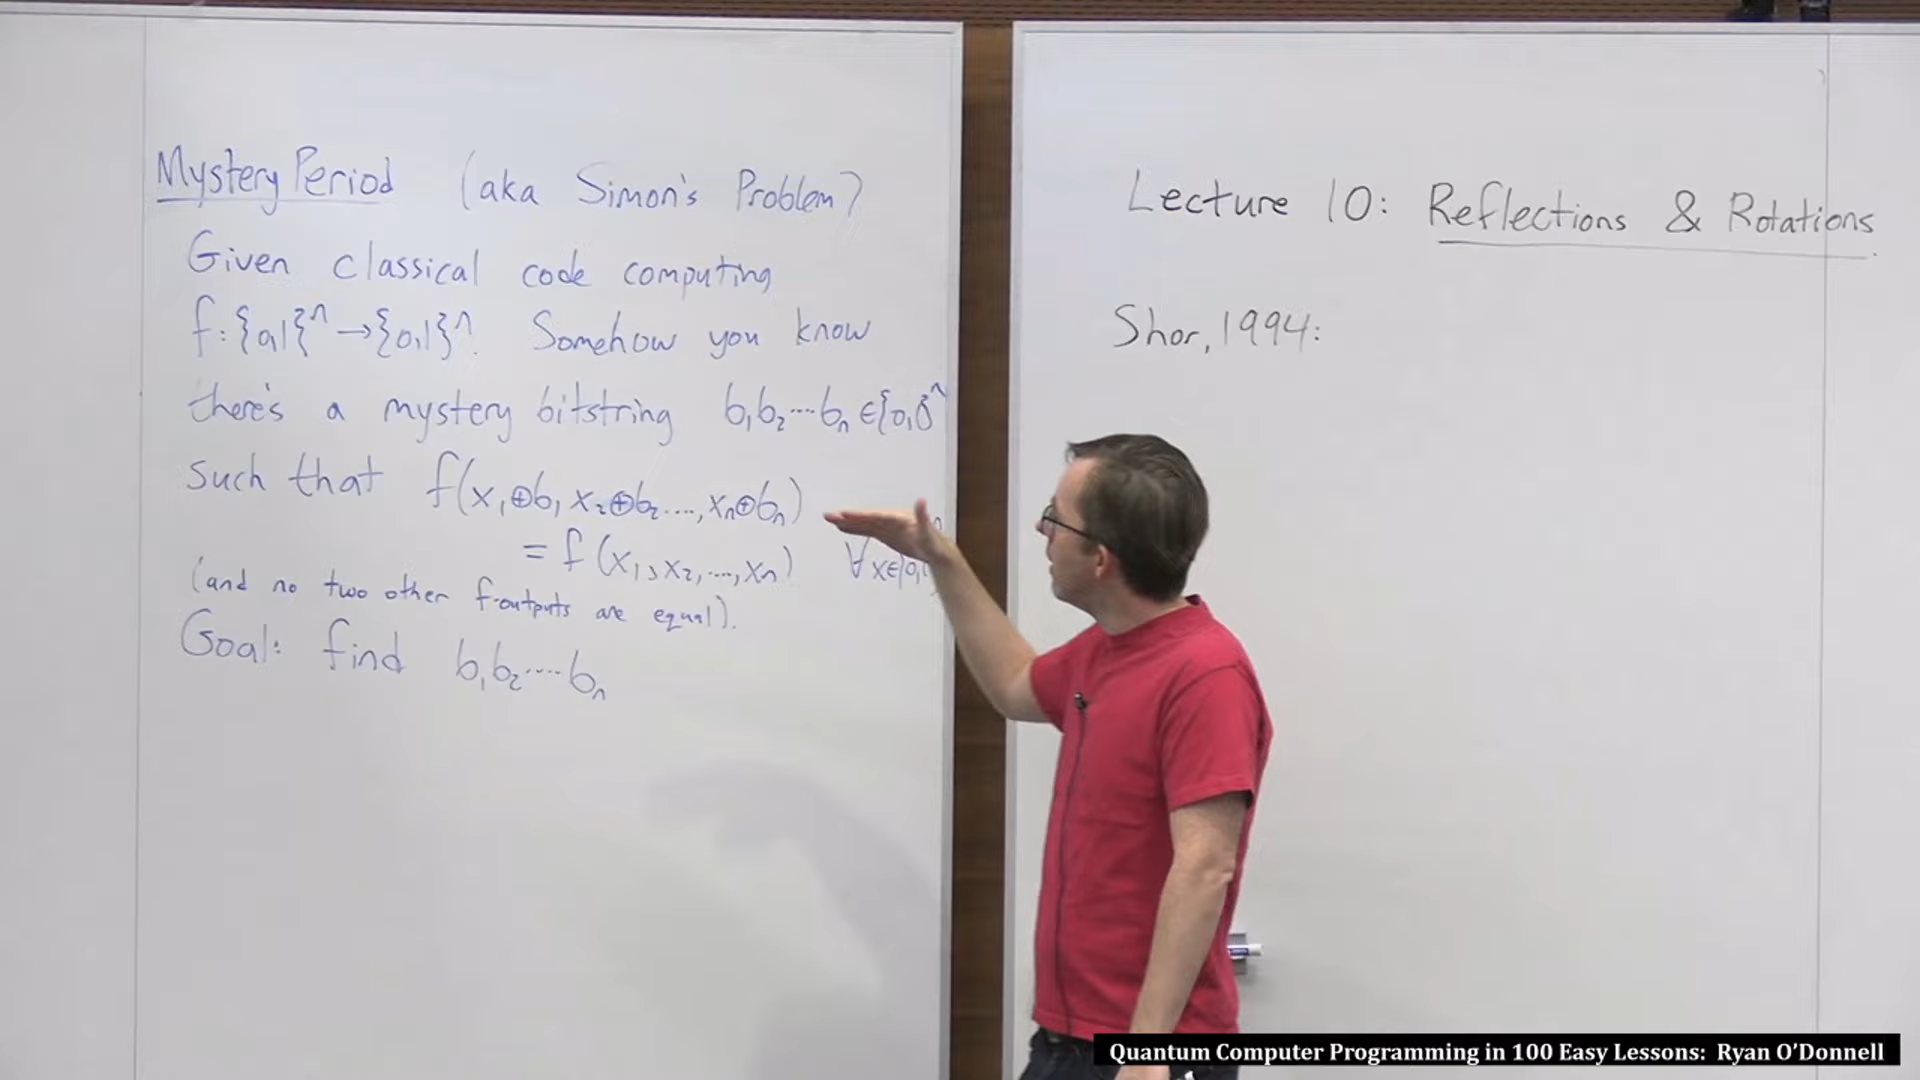 Mystery Period (aka Simon's Problem)
Given classical code computing
f: {0,1}ⁿ → {0,1}ⁿ. Somehow you know
there's a mystery bitstring b₁b₂···bₙ ∈ {0,1}ⁿ
such that f(x₁⊕b₁, x₂⊕b₂, ..., xₙ⊕bₙ)
= f(x₁, x₂, ..., xₙ) ∀x∈{0,
(and no two other f-outputs are equal).
Goal: find b₁b₂····bₙ
Lecture 10: Reflections & Rotations
Shor, 1994:
Quantum Computer Programming in 100 Easy Lessons: Ryan O'Donnell